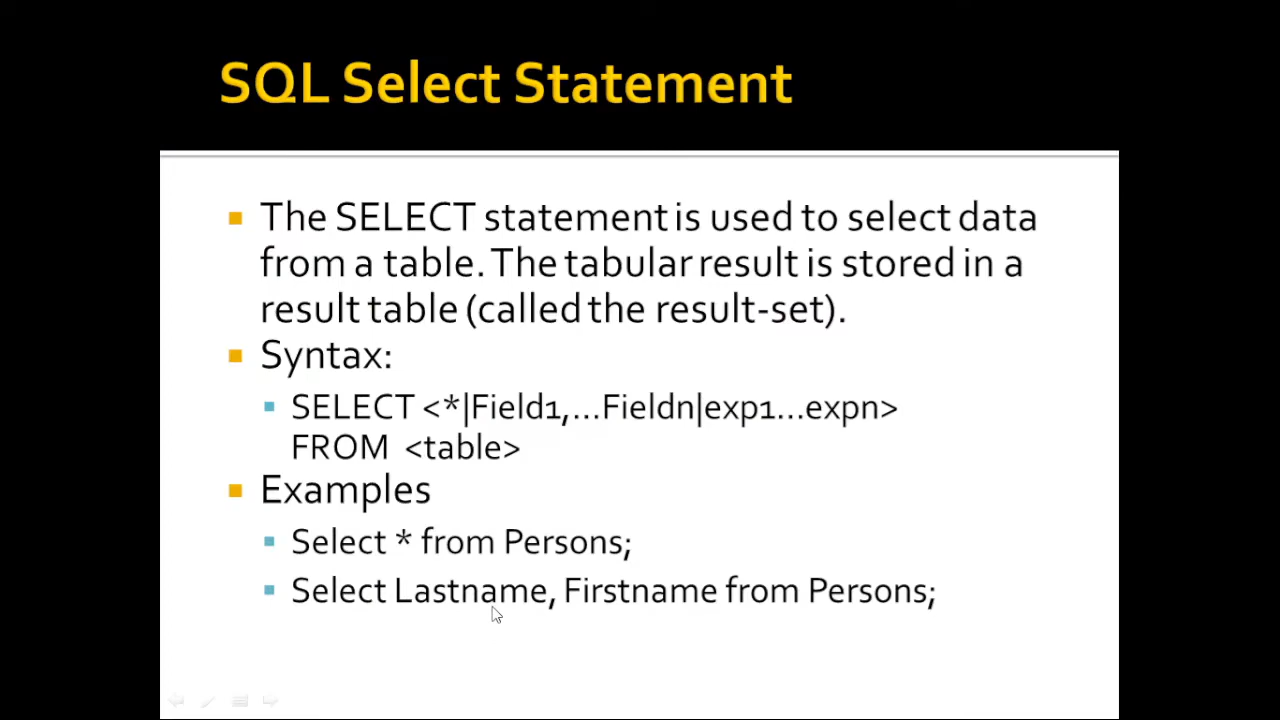 SQL Select Statement
The SELECT statement is used to select data
from a table. The tabular result is stored in a
result table (called the result-set).
Syntax:
SELECT <*|Field1,...Fieldn|exp1...expn>
FROM <table>
Examples
Select * from Persons;
Select Lastname, Firstname from Persons;